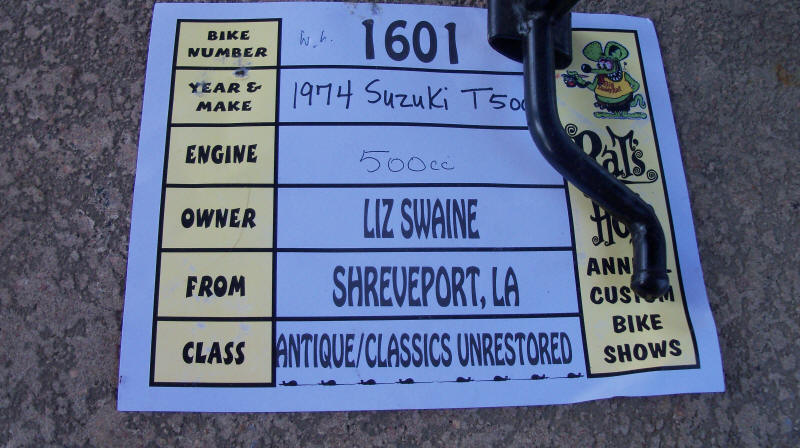 BIKE NUMBER
W.L. 1601
YEAR & MAKE
1974 Suzuki T500
ENGINE
500cc
OWNER
LIZ SWAINE
FROM
SHREVEPORT, LA
CLASS
ANTIQUE/CLASSICS UNRESTORED
RAT'S
CUSTOM
BIKE
SHOWS